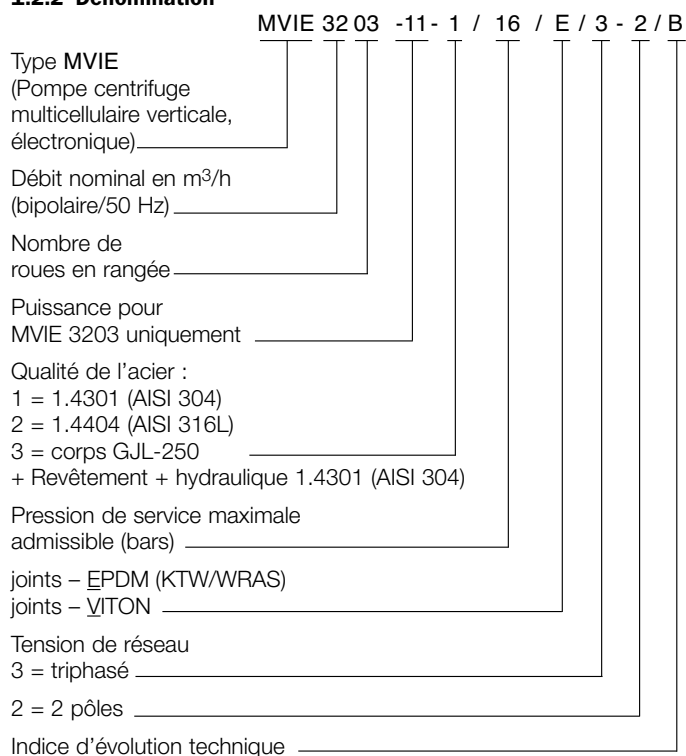 1.2.2 Dénomination
MVIE 32 03 -11- 1 / 16 / E / 3 - 2 / B
Type MVIE
(Pompe centrifuge
multicellulaire verticale,
électronique)
Débit nominal en m³/h
(bipolaire/50 Hz)
Nombre de
roues en rangée
Puissance pour
MVIE 3203 uniquement
Qualité de l'acier :
1 = 1.4301 (AISI 304)
2 = 1.4404 (AISI 316L)
3 = corps GJL-250
+ Revêtement + hydraulique 1.4301 (AISI 304)
Pression de service maximale
admissible (bars)
joints – EPDM (KTW/WRAS)
joints – VITON
Tension de réseau
3 = triphasé
2 = 2 pôles
Indice d'évolution technique